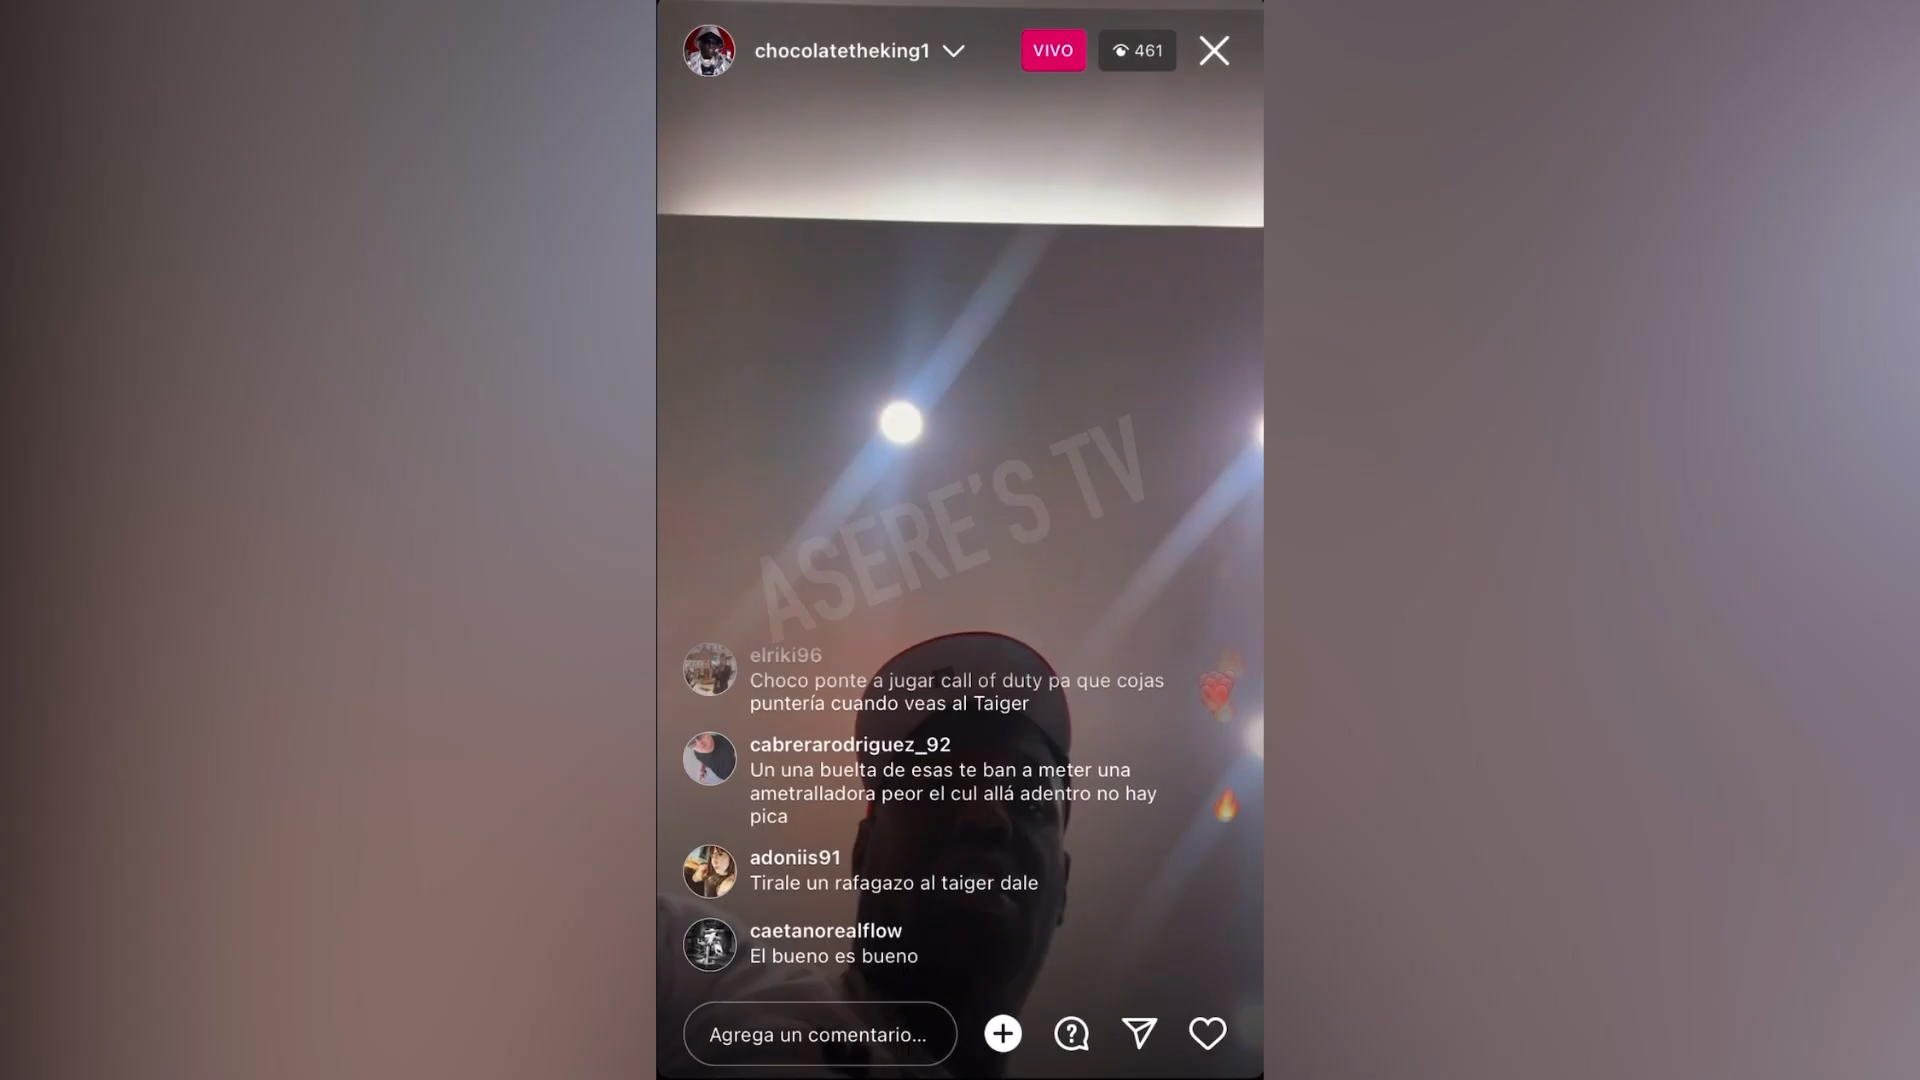 chocolatetheking1
VIVO
461
ASERE'S TV
elriki96
Choco ponte a jugar call of duty pa que cojas
puntería cuando veas al Taiger
cabrerarodriguez_92
Un una buelta de esas te ban a meter una
ametralladora peor el cul allá adentro no hay
pica
adoniis91
Tirale un rafagazo al taiger dale
caetanorealflow
El bueno es bueno
Agrega un comentario...